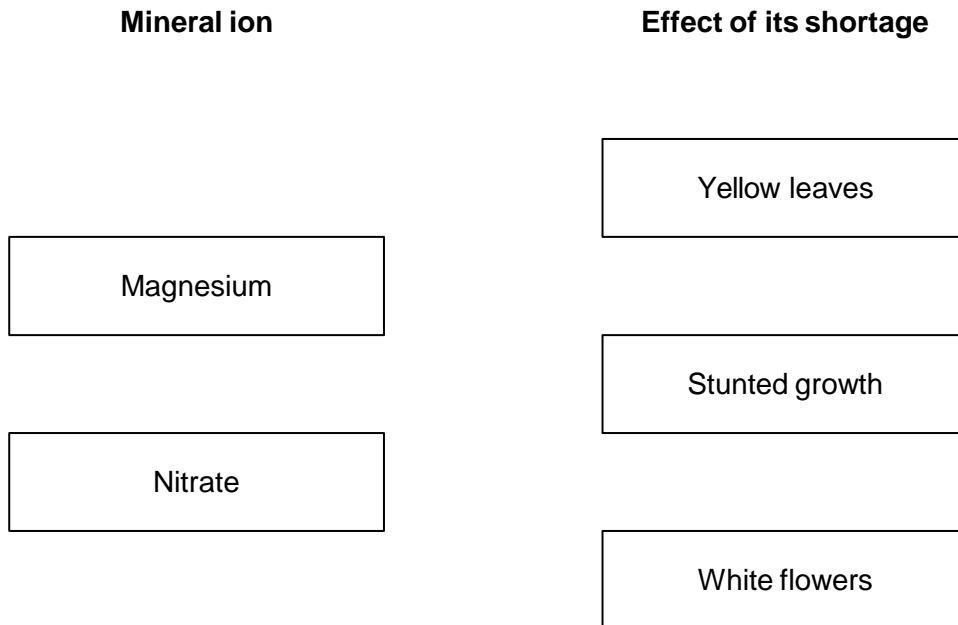 Mineral ion
Effect of its shortage
Yellow leaves
Magnesium
Stunted growth
Nitrate
White flowers